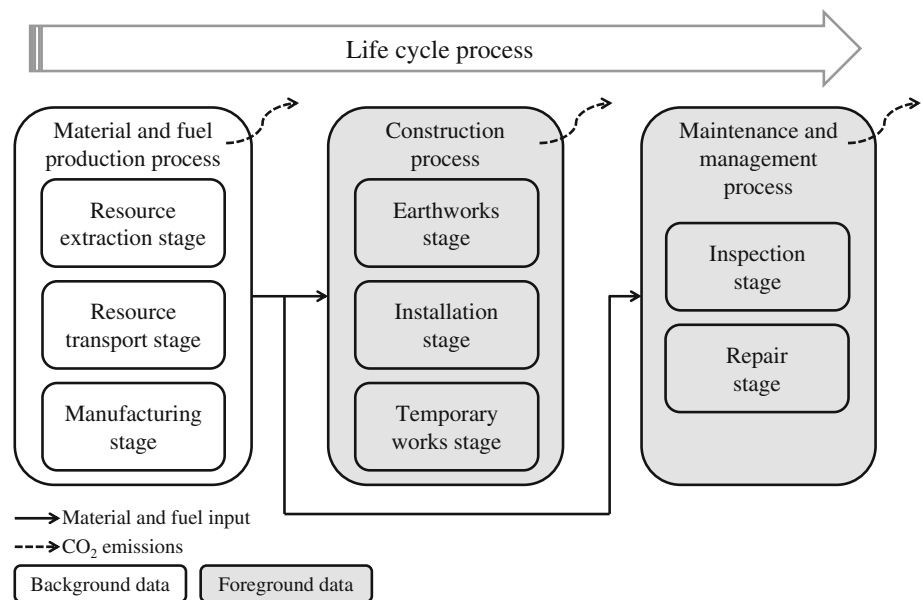 Life cycle process
Material and fuel
production process
Resource
extraction stage
Resource
transport stage
Manufacturing
stage
Construction
process
Earthworks
stage
Installation
stage
Temporary
works stage
Maintenance and
management
process
Inspection
stage
Repair
stage
Material and fuel input
CO₂ emissions
Background data
Foreground data